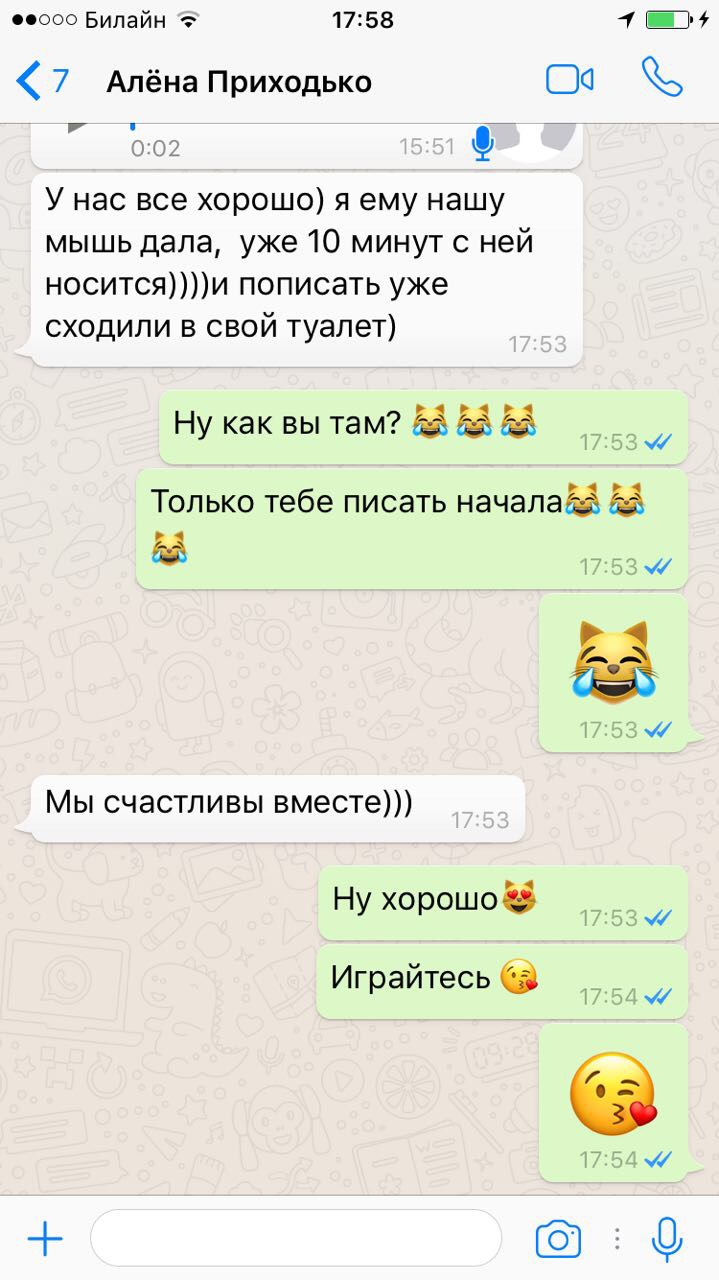 Билайн 17:58
7 Алёна Приходько
0:02 15:51
У нас все хорошо) я ему нашу
мышь дала, уже 10 минут с ней
носится))))и пописать уже
сходили в свой туалет)
17:53
Ну как вы там? 😹😹😹 17:53
Только тебе писать начала😹😹
😹 17:53
😹
17:53
Мы счастливы вместе))) 17:53
Ну хорошо😻 17:53
Играйтесь 😘 17:54
😘
17:54